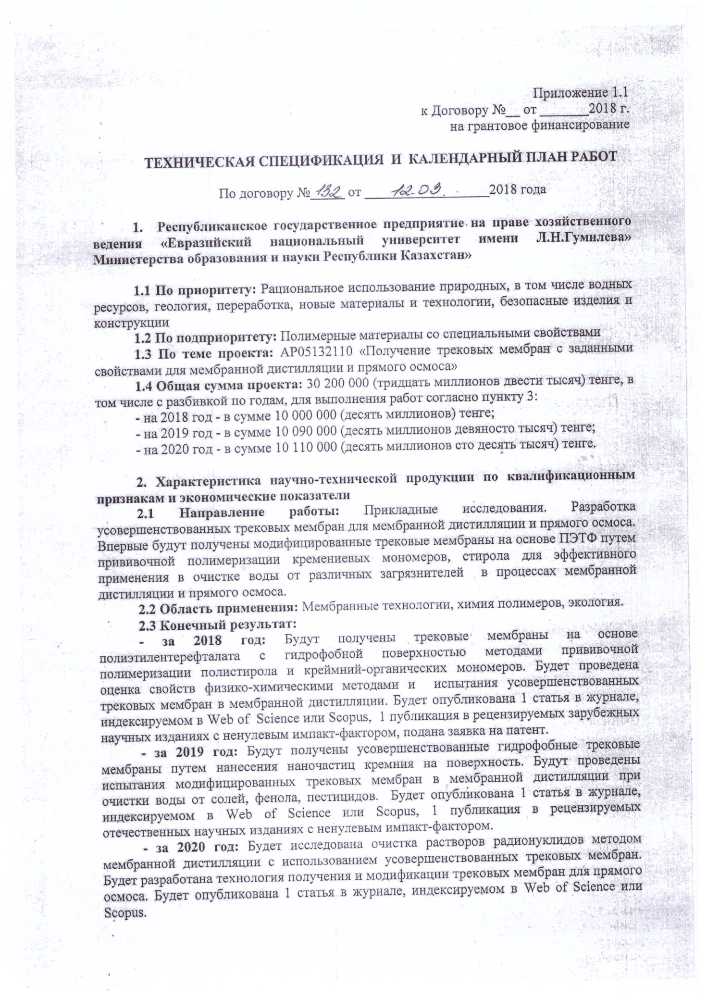 Приложение 1.1
к Договору №__ от _______2018 г.
на грантовое финансирование
ТЕХНИЧЕСКАЯ СПЕЦИФИКАЦИЯ И КАЛЕНДАРНЫЙ ПЛАН РАБОТ
По договору № 132 от 12.03. 2018 года
1. Республиканское государственное предприятие на праве хозяйственного
ведения «Евразийский национальный университет имени Л.Н.Гумилева»
Министерства образования и науки Республики Казахстан»
1.1 По приоритету: Рациональное использование природных, в том числе водных
ресурсов, геология, переработка, новые материалы и технологии, безопасные изделия и
конструкции
1.2 По подприоритету: Полимерные материалы со специальными свойствами
1.3 По теме проекта: АР05132110 «Получение трековых мембран с заданными
свойствами для мембранной дистилляции и прямого осмоса»
1.4 Общая сумма проекта: 30 200 000 (тридцать миллионов двести тысяч) тенге, в
том числе с разбивкой по годам, для выполнения работ согласно пункту 3:
- на 2018 год - в сумме 10 000 000 (десять миллионов) тенге;
- на 2019 год - в сумме 10 090 000 (десять миллионов девяносто тысяч) тенге;
- на 2020 год - в сумме 10 110 000 (десять миллионов сто десять тысяч) тенге.
2. Характеристика научно-технической продукции по квалификационным
признакам и экономические показатели
2.1 Направление работы: Прикладные исследования. Разработка
усовершенствованных трековых мембран для мембранной дистилляции и прямого осмоса.
Впервые будут получены модифицированные трековые мембраны на основе ПЭТФ путем
прививочной полимеризации кремениевых мономеров, стирола для эффективного
применения в очистке воды от различных загрязнителей в процессах мембранной
дистилляции и прямого осмоса.
2.2 Область применения: Мембранные технологии, химия полимеров, экология.
2.3 Конечный результат:
- за 2018 год: Будут получены трековые мембраны на основе
полиэтилентерефталата с гидрофобной поверхностью методами прививочной
полимеризации полистирола и креймний-органических мономеров. Будет проведена
оценка свойств физико-химическими методами и испытания усовершенствованных
трековых мембран в мембранной дистилляции. Будет опубликована 1 статья в журнале,
индексируемом в Web of Science или Scopus, 1 публикация в рецензируемых зарубежных
научных изданиях с ненулевым импакт-фактором, подана заявка на патент.
- за 2019 год: Будут получены усовершенствованные гидрофобные трековые
мембраны путем нанесения наночастиц кремния на поверхность. Будут проведены
испытания модифицированных трековых мембран в мембранной дистилляции при
очистки воды от солей, фенола, пестицидов. Будет опубликована 1 статья в журнале,
индексируемом в Web of Science или Scopus, 1 публикация в рецензируемых
отечественных научных изданиях с ненулевым импакт-фактором.
- за 2020 год: Будет исследована очистка растворов радионуклидов методом
мембранной дистилляции с использованием усовершенствованных трековых мембран.
Будет разработана технология получения и модификации трековых мембран для прямого
осмоса. Будет опубликована 1 статья в журнале, индексируемом в Web of Science или
Scopus.